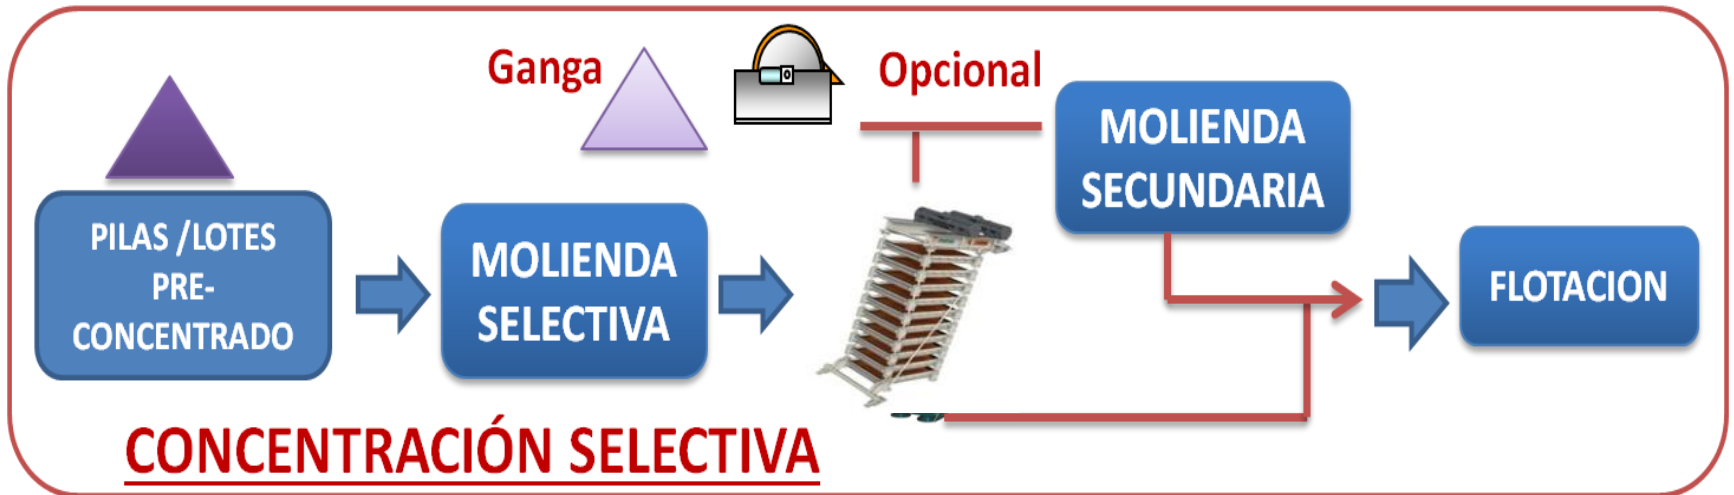 Ganga
Opcional
PILAS /LOTES
PRE-
CONCENTRADO
MOLIENDA
SELECTIVA
MOLIENDA
SECUNDARIA
FLOTACION
CONCENTRACIÓN SELECTIVA